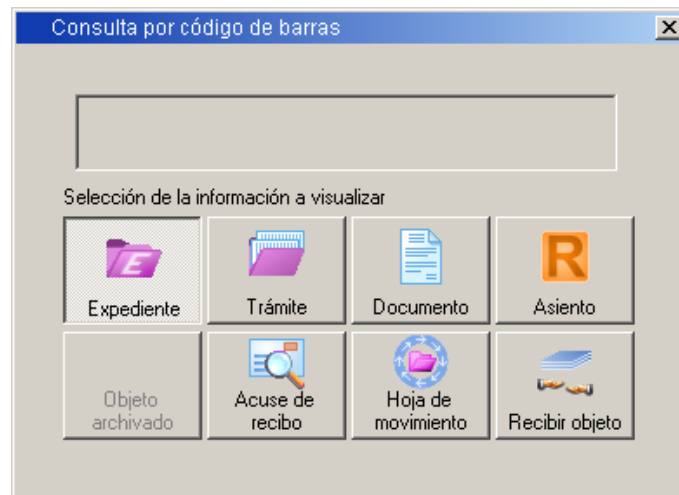 Consulta por código de barras
Selección de la información a visualizar
E
Expediente
Trámite
Documento
R
Asiento
Objeto
archivado
Acuse de
recibo
Hoja de
movimiento
Recibir objeto